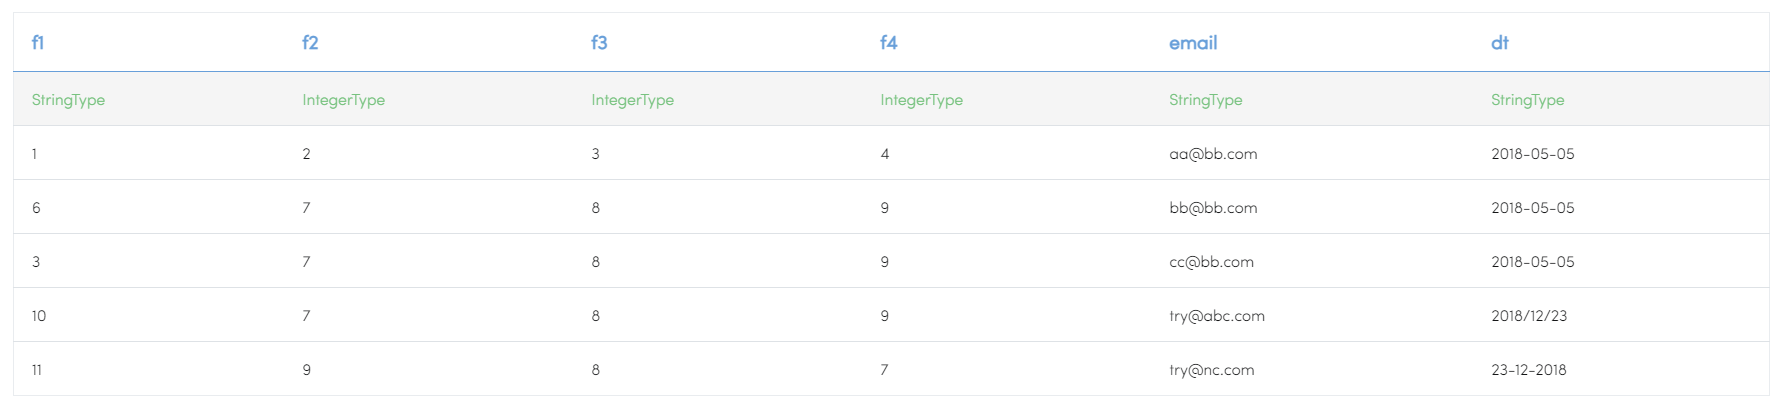 f1 f2 f3 f4 email dt
StringType IntegerType IntegerType IntegerType StringType StringType
1 2 3 4 aa@bb.com 2018-05-05
6 7 8 9 bb@bb.com 2018-05-05
3 7 8 9 cc@bb.com 2018-05-05
10 7 8 9 try@abc.com 2018/12/23
11 9 8 7 try@nc.com 23-12-2018